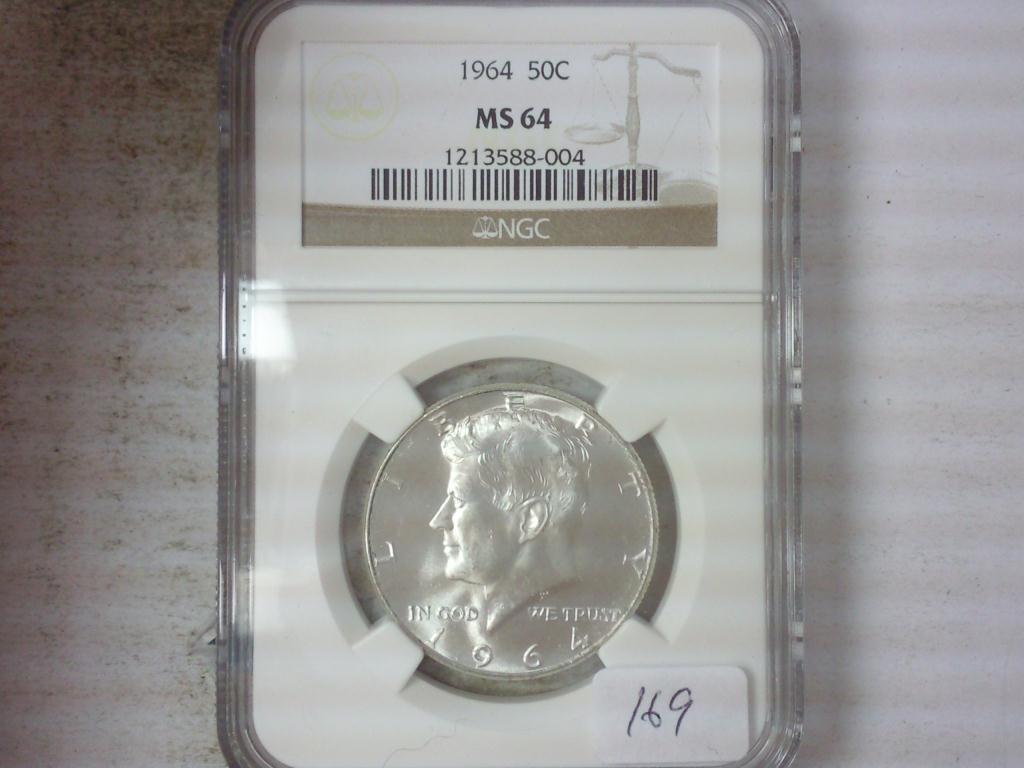 1964 50C
MS 64
1213588-004
NGC
LIBERTY
IN GOD WE TRUST
1964
169